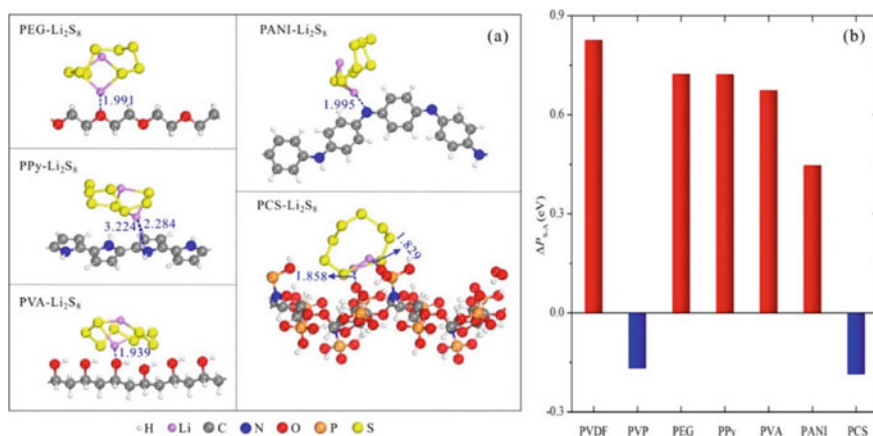 PEG-Li₂S₈
1.991
PPy-Li₂S₈
3.224
2.284
PVA-Li₂S₈
1.939
PANI-Li₂S₈
(a)
1.995
PCS-Li₂S₈
1.829
1.858
H Li C N O P S
(b)
0.9
0.6
0.3
0.0
-0.3
ΔPₙ₋ₐ (eV)
PVDF PVP PEG PPy PVA PANI PCS